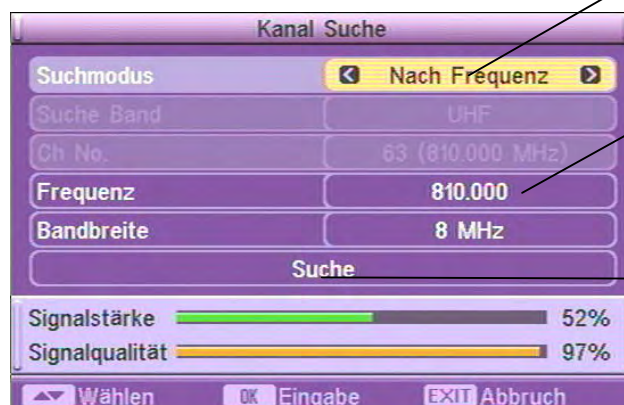 Kanal Suche
Suchmodus Nach Frequenz
Suche Band UHF
Ch No. 63 (810.000 MHz)
Frequenz 810.000
Bandbreite 8 MHz
Suche
Signalstärke 52%
Signalqualität 97%
Wählen OK Eingabe EXIT Abbruch